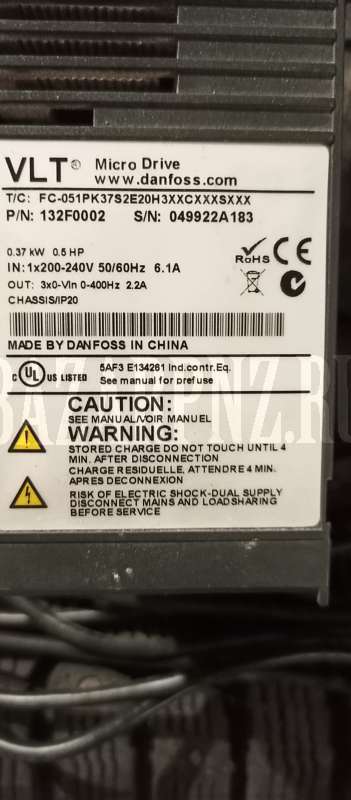 VLT® Micro Drive
www.danfoss.com
T/C: FC-051PK37S2E20H3XXCXXXSXXX
P/N: 132F0002 S/N: 049922A183
0.37 kW 0.5 HP
IN: 1x200-240V 50/60Hz 6.1A
OUT: 3x0-Vin 0-400Hz 2.2A
CHASSIS/IP20
RoHS CE
MADE BY DANFOSS IN CHINA
C UL US LISTED 5AF3 E134261 Ind.contr.Eq.
See manual for prefuse
CAUTION:
SEE MANUAL/VOIR MANUEL
WARNING:
STORED CHARGE DO NOT TOUCH UNTIL 4
MIN. AFTER DISCONNECTION
CHARGE RESIDUELLE, ATTENDRE 4 MIN.
APRES DECONNEXION
RISK OF ELECTRIC SHOCK-DUAL SUPPLY
DISCONNECT MAINS AND LOADSHARING
BEFORE SERVICE